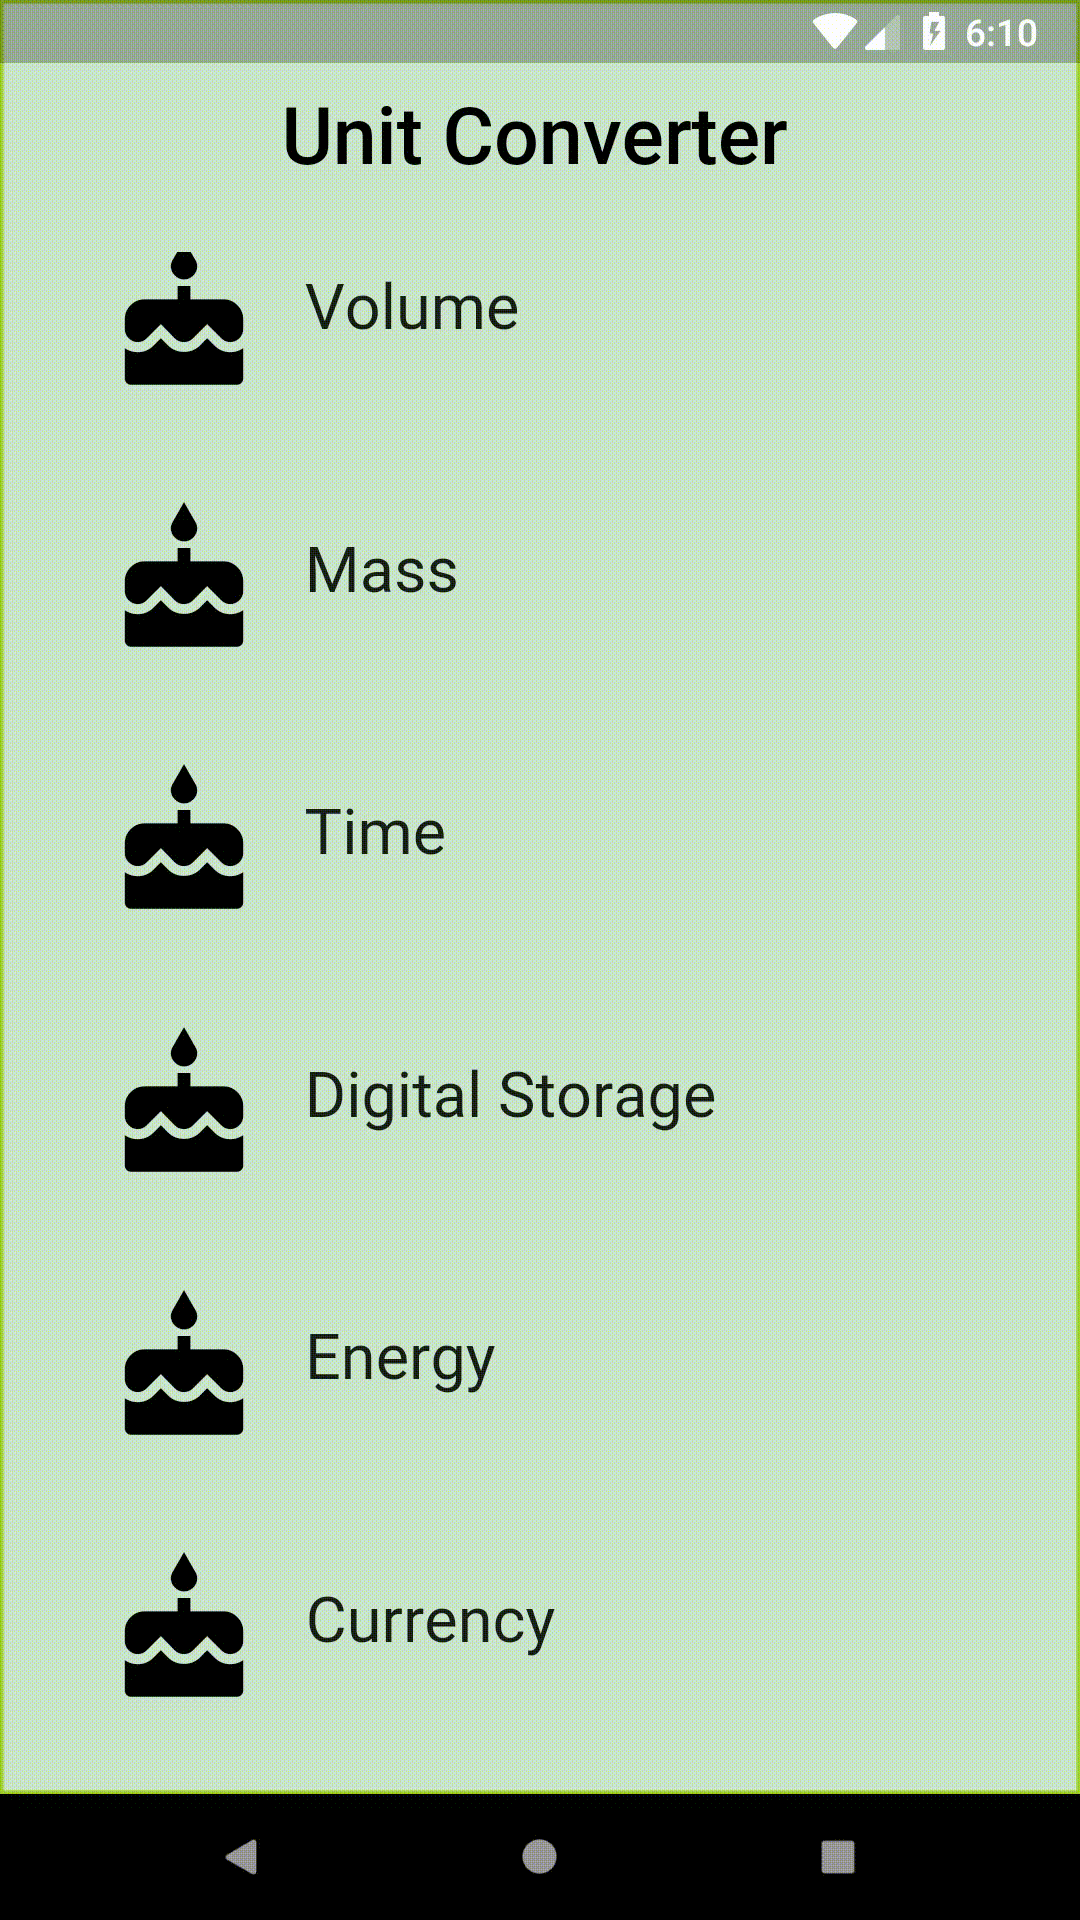 6:10
Unit Converter
Volume
Mass
Time
Digital Storage
Energy
Currency